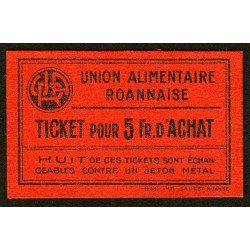 UNION ALIMENTAIRE
ROANNAISE
TICKET POUR 5 FR. D'ACHAT
HUIT DE CES TICKETS SONT ÉCHAN-
GEABLES CONTRE UN JETON MÉTAL